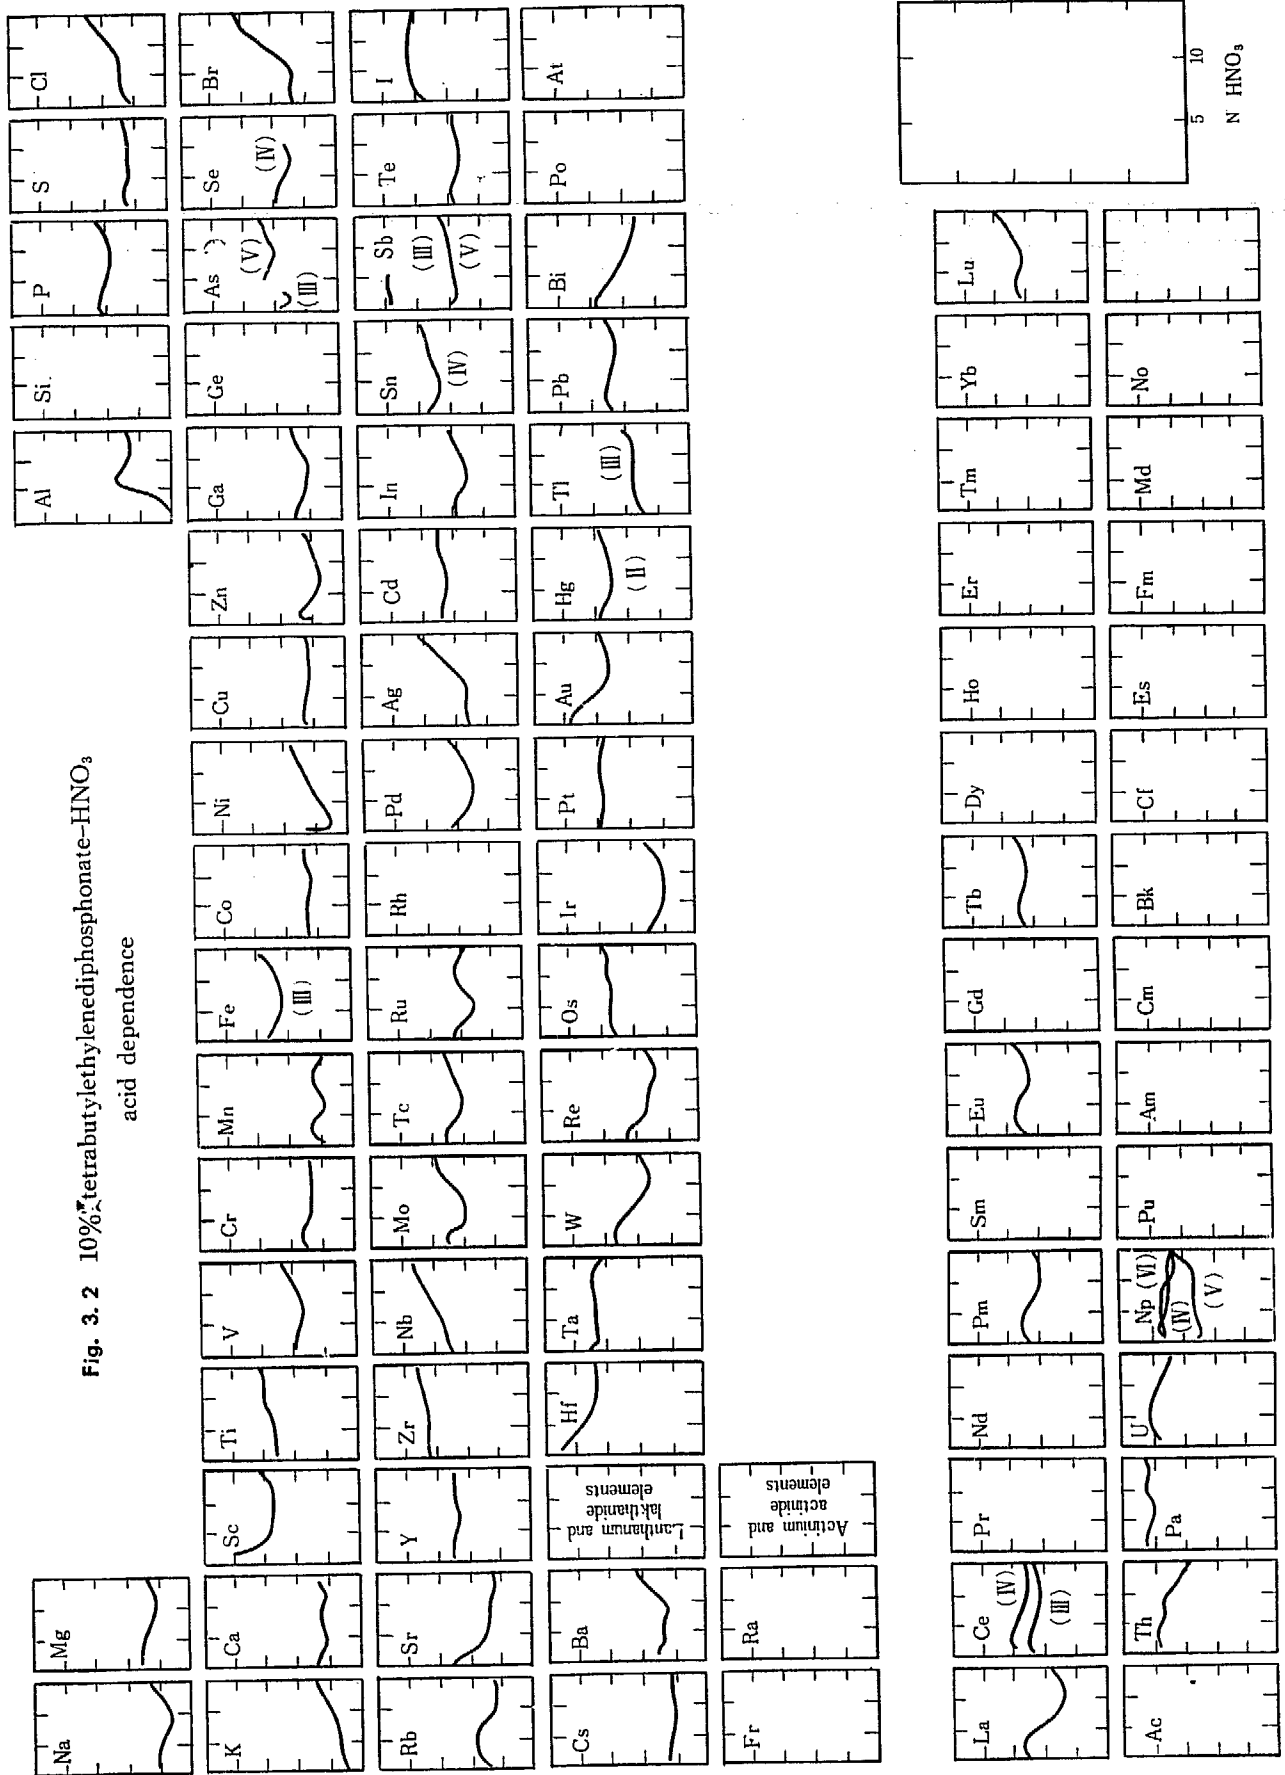 Fig. 3.2 10% tetrabutylethylenediphosphonate-HNO₃
acid dependence
Na
Mg
Al
Si
P
S
Cl
K
Ca
Sc
Ti
V
Cr
Mn
Fe
(III)
Co
Ni
Cu
Zn
Ga
Ge
As
(V)
(III)
Se
(IV)
Br
Rb
Sr
Y
Zr
Nb
Mo
Tc
Ru
Rh
Pd
Ag
Cd
In
Sn
(IV)
Sb
(III)
(V)
Te
I
Cs
Ba
Lanthanum and
lakthanide
elements
Hf
Ta
W
Re
Os
Ir
Pt
Au
Hg
(II)
Tl
(III)
Pb
Bi
Po
At
Fr
Ra
Actinium and
actinide
elements
La
Ce
(IV)
(III)
Pr
Nd
Pm
Sm
Eu
Gd
Tb
Dy
Ho
Er
Tm
Yb
Lu
Ac
Th
Pa
U
Np (VI)
(IV)
(V)
Pu
Am
Cm
Bk
Cf
Es
Fm
Md
No
5 10
N HNO₃